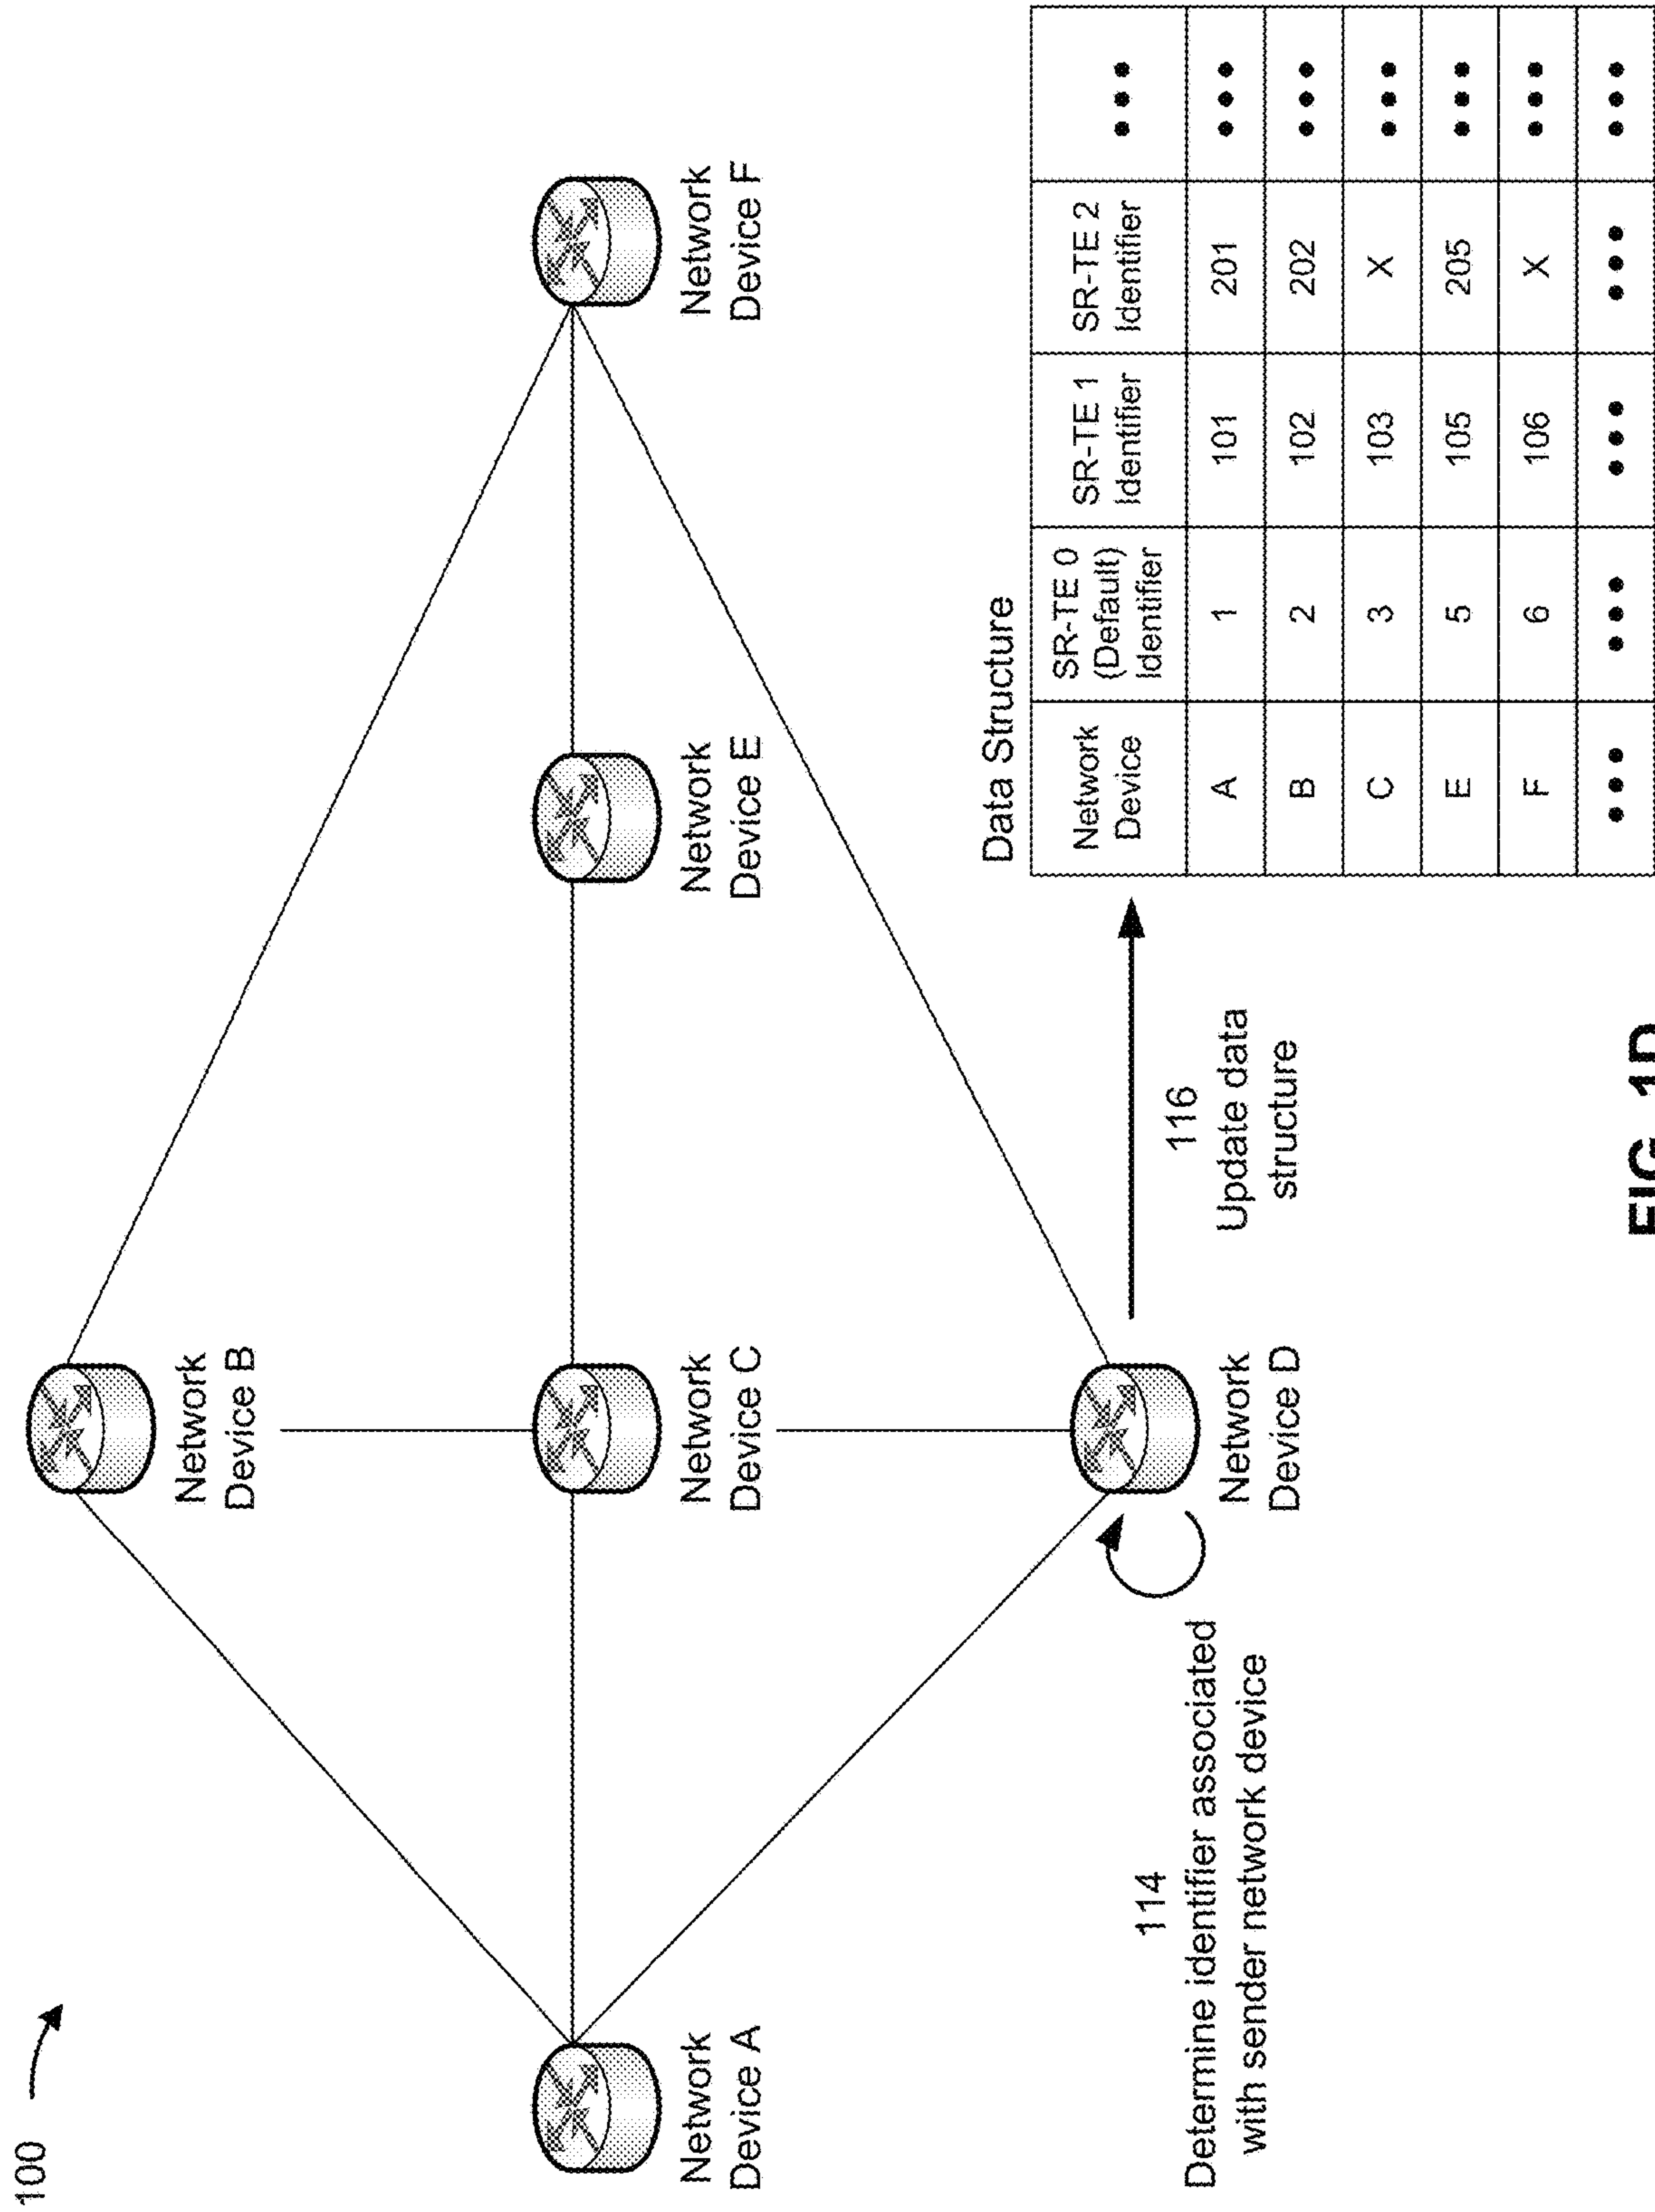 100
Network
Device B
Network
Device A
Network
Device C
Network
Device E
Network
Device F
114
Determine identifier associated
with sender network device
Network
Device D
116
Update data
structure
Data Structure
Network Device | SR-TE 0 (Default) Identifier | SR-TE 1 Identifier | SR-TE 2 Identifier | •••
A | 1 | 101 | 201 | •••
B | 2 | 102 | 202 | •••
C | 3 | 103 | X | •••
E | 5 | 105 | 205 | •••
F | 6 | 106 | X | •••
••• | ••• | ••• | ••• | •••
FIG. 1D